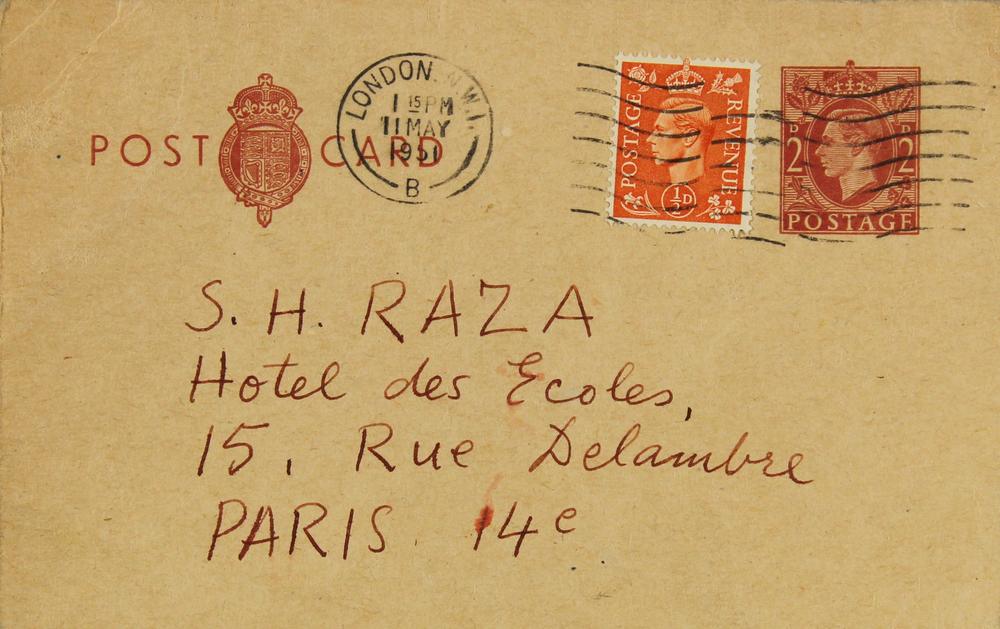 POST CARD
LONDON. N.W.1.
1 15 PM
11 MAY
1951
B
POSTAGE
REVENUE
½D
D D
2 2
POSTAGE
S. H. RAZA
Hotel des Ecoles,
15, Rue Delambre
PARIS 14e